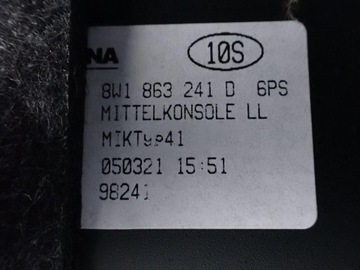 NA 10S
8W1 863 241 D 6PS
MITTELKONSOLE LL
MIKTyp41
050321 15:51
98241